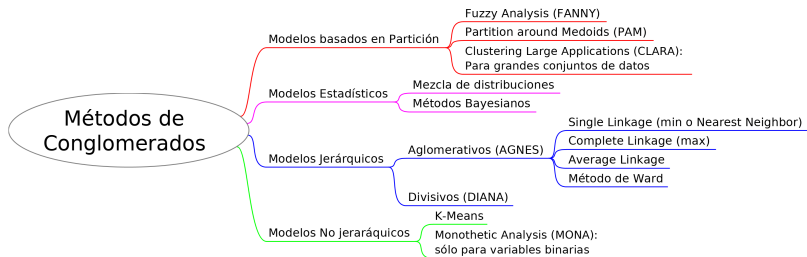 Métodos de
Conglomerados
Modelos basados en Partición
Fuzzy Analysis (FANNY)
Partition around Medoids (PAM)
Clustering Large Applications (CLARA):
Para grandes conjuntos de datos
Modelos Estadísticos
Mezcla de distribuciones
Métodos Bayesianos
Modelos Jerárquicos
Aglomerativos (AGNES)
Single Linkage (min o Nearest Neighbor)
Complete Linkage (max)
Average Linkage
Método de Ward
Divisivos (DIANA)
Modelos No jeraráquicos
K-Means
Monothetic Analysis (MONA):
sólo para variables binarias